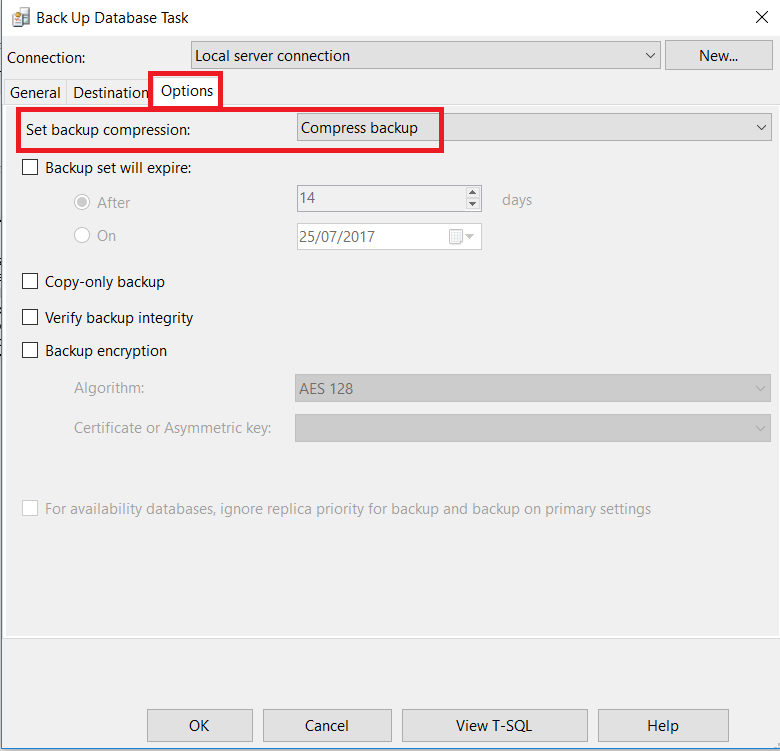 Back Up Database Task
Connection: Local server connection New...
General Destination Options
Set backup compression: Compress backup
Backup set will expire:
After 14 days
On 25/07/2017
Copy-only backup
Verify backup integrity
Backup encryption
Algorithm: AES 128
Certificate or Asymmetric key:
For availability databases, ignore replica priority for backup and backup on primary settings
OK Cancel View T-SQL Help